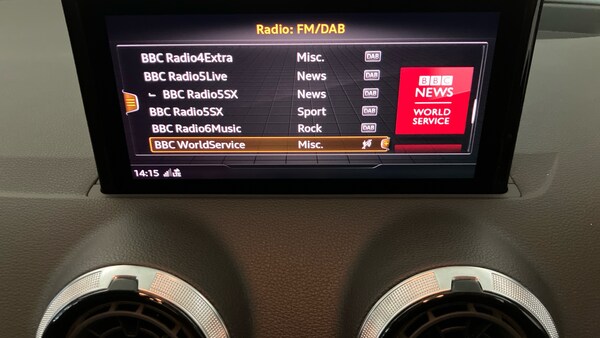 Radio: FM/DAB
BBC Radio4Extra Misc. DAB
BBC Radio5Live News DAB
BBC Radio5SX News DAB
BBC Radio5SX Sport DAB
BBC Radio6Music Rock DAB
BBC WorldService Misc.
BBC
NEWS
WORLD
SERVICE
14:15